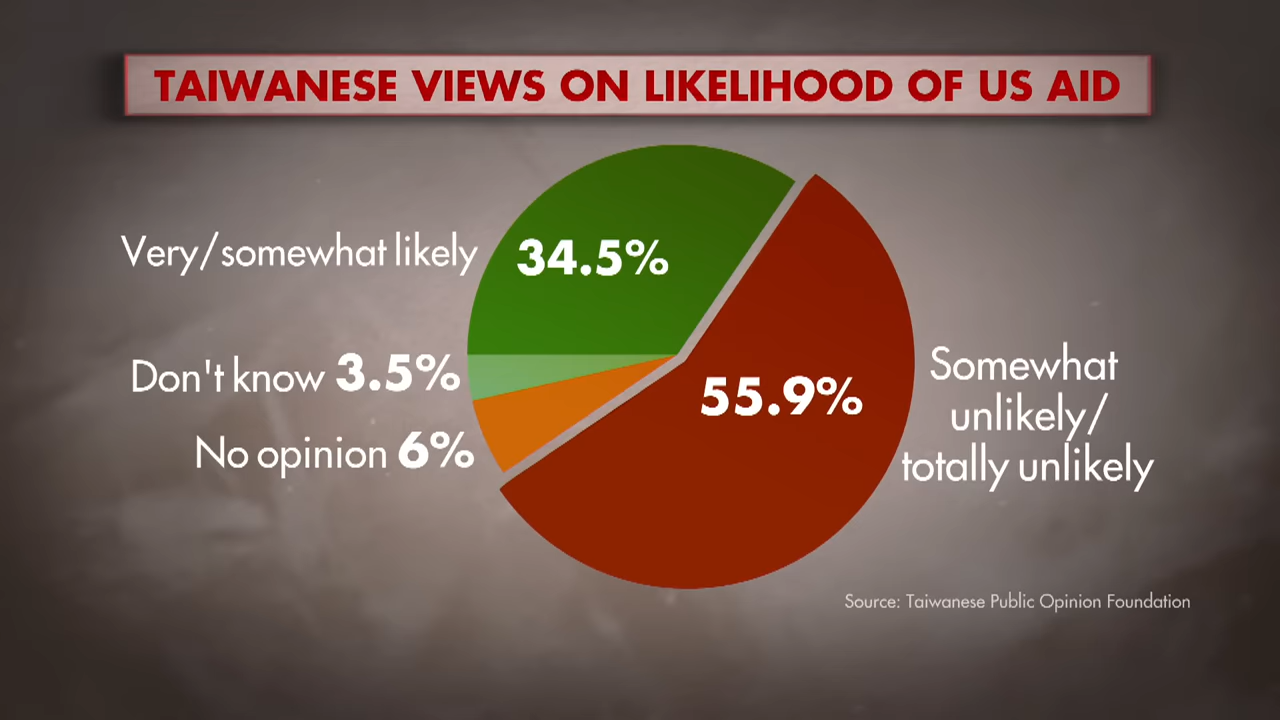 TAIWANESE VIEWS ON LIKELIHOOD OF US AID
Very/somewhat likely
34.5%
Don't know 3.5%
No opinion 6%
55.9%
Somewhat
unlikely/
totally unlikely
Source: Taiwanese Public Opinion Foundation